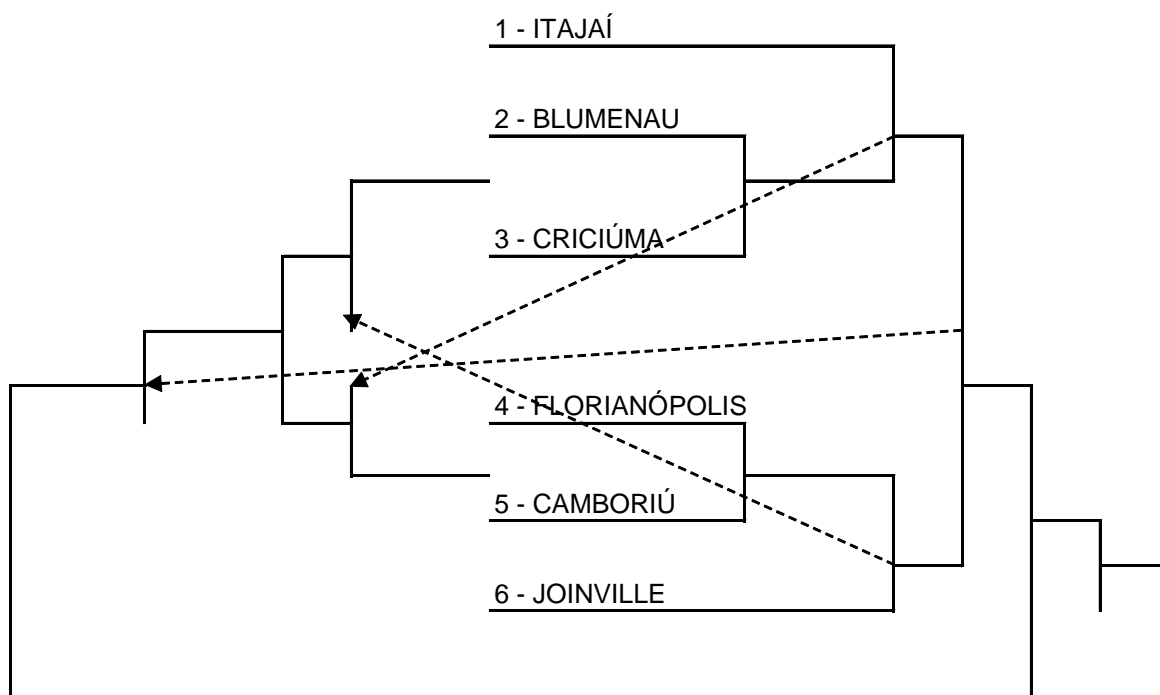 1 - ITAJAÍ
2 - BLUMENAU
3 - CRICIÚMA
4 - FLORIANÓPOLIS
5 - CAMBORIÚ
6 - JOINVILLE